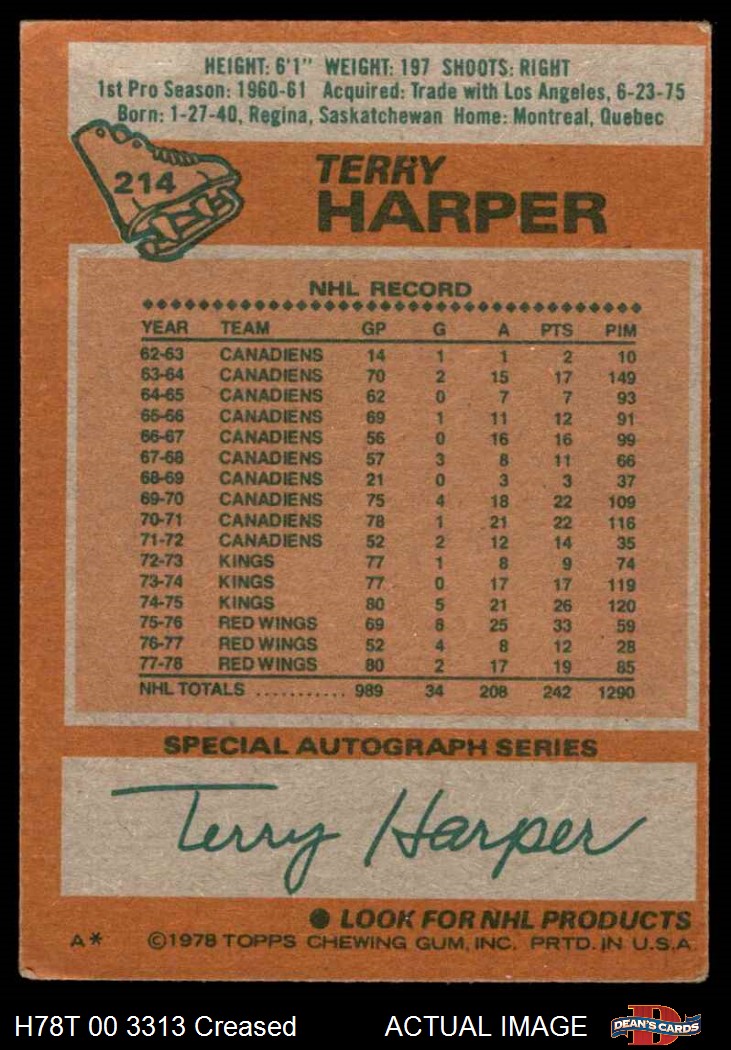 HEIGHT: 6'1" WEIGHT: 197 SHOOTS: RIGHT
1st Pro Season: 1960-61 Acquired: Trade with Los Angeles, 6-23-75
Born: 1-27-40, Regina, Saskatchewan Home: Montreal, Quebec
214
TERRY
HARPER
NHL RECORD
YEAR TEAM GP G A PTS PIM
62-63 CANADIENS 14 1 1 2 10
63-64 CANADIENS 70 2 15 17 149
64-65 CANADIENS 62 0 7 7 93
65-66 CANADIENS 69 1 11 12 91
66-67 CANADIENS 56 0 16 16 99
67-68 CANADIENS 57 3 8 11 66
68-69 CANADIENS 21 0 3 3 37
69-70 CANADIENS 75 4 18 22 109
70-71 CANADIENS 78 1 21 22 116
71-72 CANADIENS 52 2 12 14 35
72-73 KINGS 77 1 8 9 74
73-74 KINGS 77 0 17 17 119
74-75 KINGS 80 5 21 26 120
75-76 RED WINGS 69 8 25 33 59
76-77 RED WINGS 52 4 8 12 28
77-78 RED WINGS 80 2 17 19 85
NHL TOTALS ........... 989 34 208 242 1290
SPECIAL AUTOGRAPH SERIES
Terry Harper
● LOOK FOR NHL PRODUCTS
A* ©1978 TOPPS CHEWING GUM, INC. PRTD. IN U.S.A.
H78T 00 3313 Creased ACTUAL IMAGE D DEAN'S CARDS